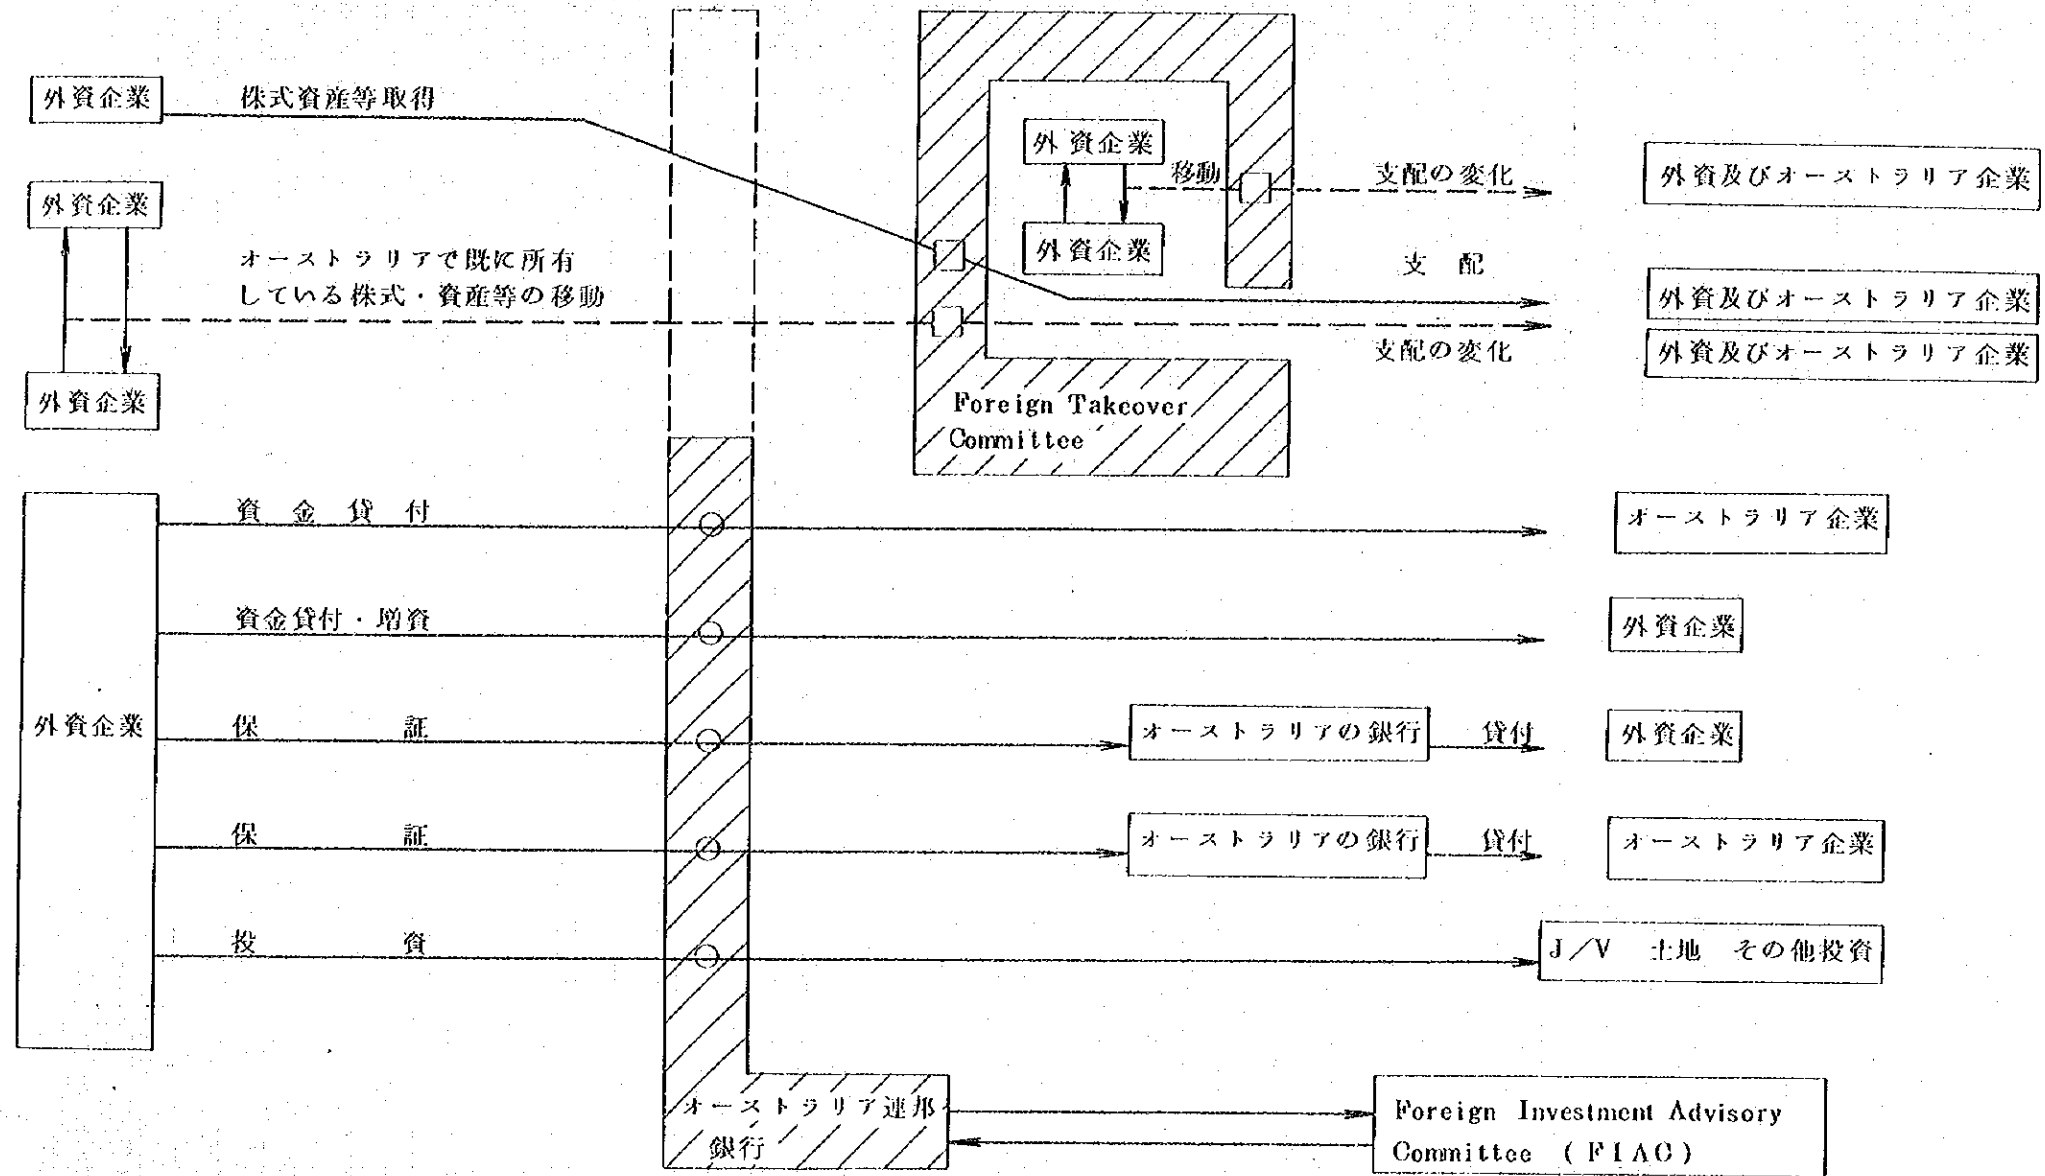 外資企業
株式資産等取得
外資企業
移動
支配の変化
外資及びオーストラリア企業
外資企業
外資企業
オーストラリアで既に所有
している株式・資産等の移動
支 配
外資及びオーストラリア企業
支配の変化
外資及びオーストラリア企業
外資企業
Foreign Takeover
Committee
資 金 貸 付
オーストラリア企業
資金貸付・増資
外資企業
外資企業
保 証
オーストラリアの銀行
貸付
外資企業
保 証
オーストラリアの銀行
貸付
オーストラリア企業
投 資
J/V 土地 その他投資
オーストラリア連邦
銀行
Foreign Investment Advisory
Committee (FIAC)